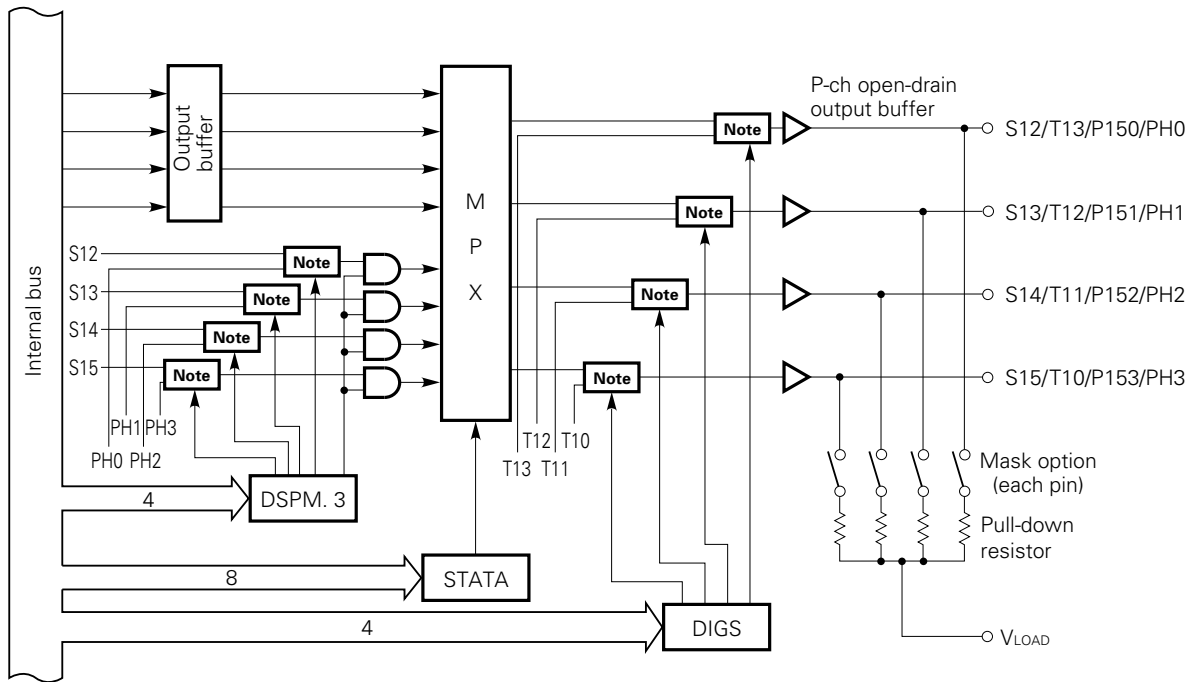 Internal bus
Output
buffer
M
P
X
P-ch open-drain
output buffer
Note
S12/T13/P150/PH0
Note
S13/T12/P151/PH1
Note
S14/T11/P152/PH2
Note
S15/T10/P153/PH3
S12
Note
S13
Note
S14
Note
S15
Note
PH1 PH3
PH0 PH2
T12 T10
T13 T11
Mask option
(each pin)
Pull-down
resistor
4
DSPM. 3
8
STATA
4
DIGS
VLOAD